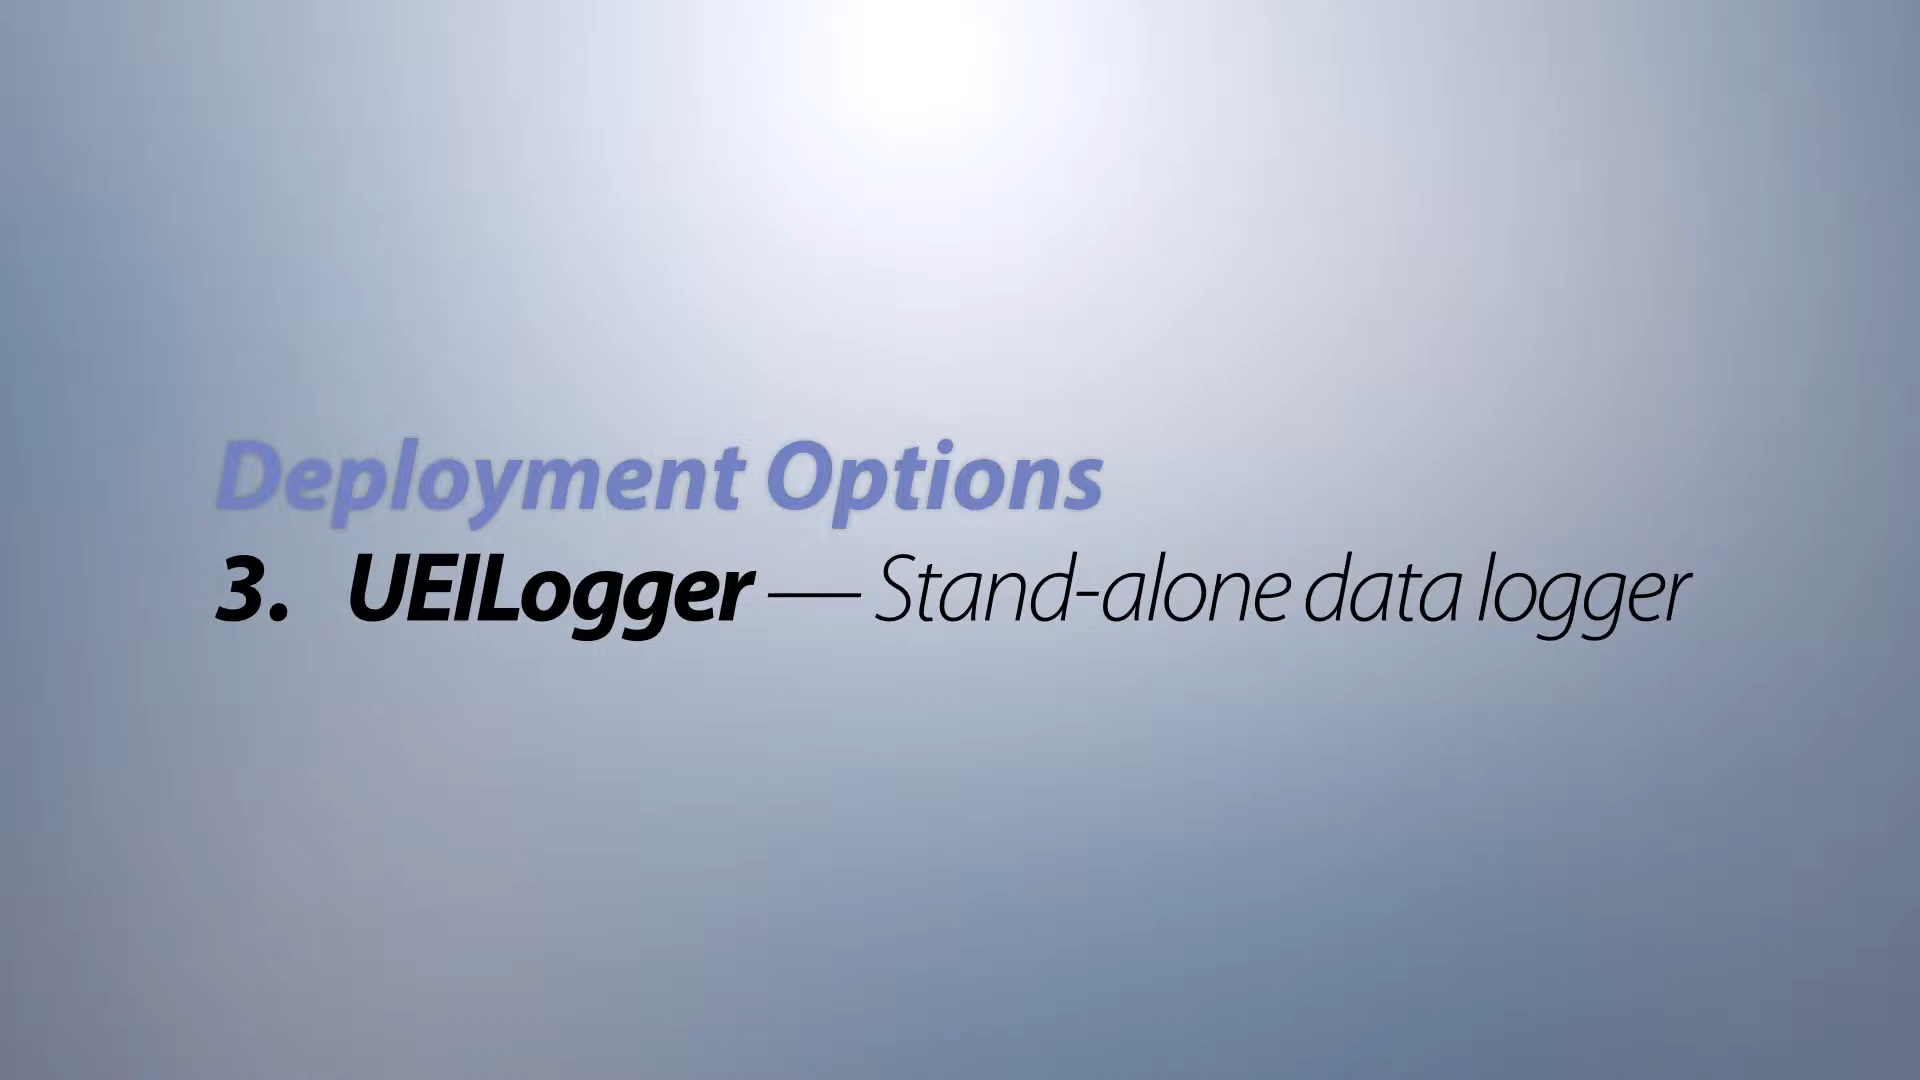 Deployment Options
3. UEILogger — Stand-alone data logger